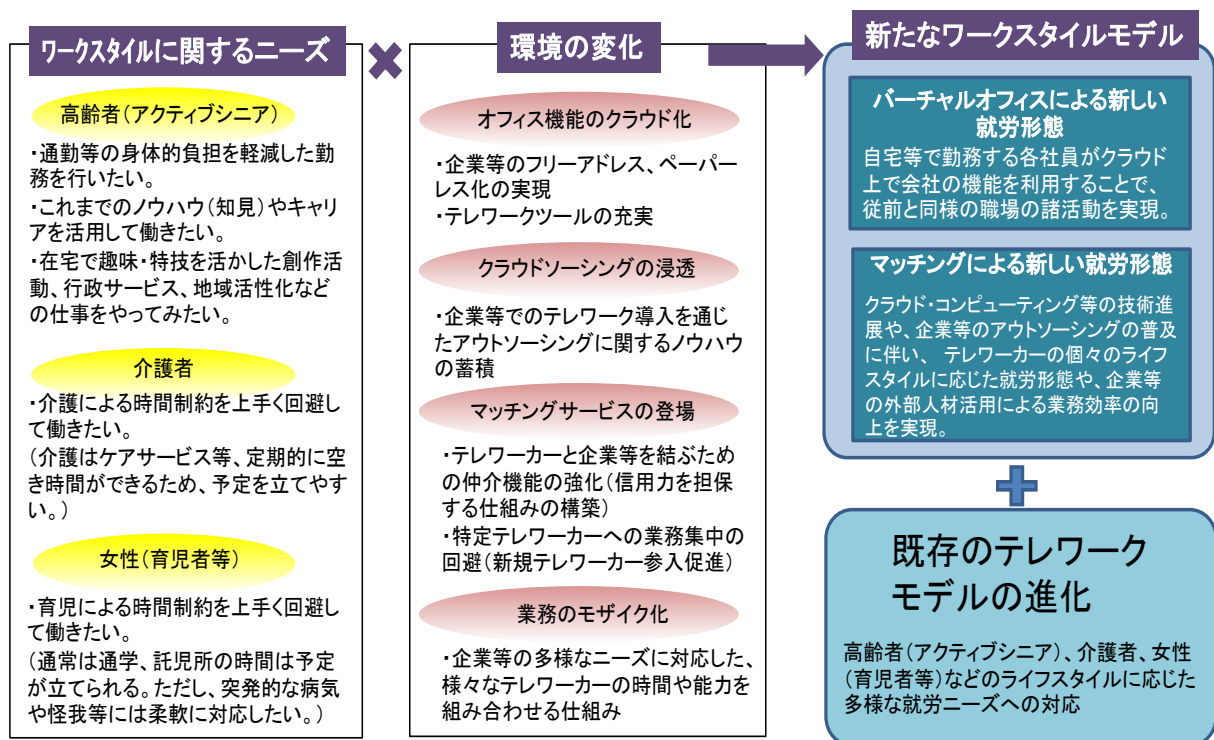 ワークスタイルに関するニーズ
高齢者(アクティブシニア)
・通勤等の身体的負担を軽減した勤
務を行いたい。
・これまでのノウハウ(知見)やキャリ
アを活用して働きたい。
・在宅で趣味・特技を活かした創作活
動、行政サービス、地域活性化など
の仕事をやってみたい。
介護者
・介護による時間制約を上手く回避し
て働きたい。
(介護はケアサービス等、定期的に空
き時間ができるため、予定を立てやす
い。)
女性(育児者等)
・育児による時間制約を上手く回避し
て働きたい。
(通常は通学、託児所の時間は予定
が立てられる。ただし、突発的な病気
や怪我等には柔軟に対応したい。)
環境の変化
オフィス機能のクラウド化
・企業等のフリーアドレス、ペーパー
レス化の実現
・テレワークツールの充実
クラウドソーシングの浸透
・企業等でのテレワーク導入を通じ
たアウトソーシングに関するノウハウ
の蓄積
マッチングサービスの登場
・テレワーカーと企業等を結ぶため
の仲介機能の強化(信用力を担保
する仕組みの構築)
・特定テレワーカーへの業務集中の
回避(新規テレワーカー参入促進)
業務のモザイク化
・企業等の多様なニーズに対応した、
様々なテレワーカーの時間や能力を
組み合わせる仕組み
新たなワークスタイルモデル
バーチャルオフィスによる新しい
就労形態
自宅等で勤務する各社員がクラウド
上で会社の機能を利用することで、
従前と同様の職場の諸活動を実現。
マッチングによる新しい就労形態
クラウド・コンピューティング等の技術進
展や、企業等のアウトソーシングの普及
に伴い、 テレワーカーの個々のライフ
スタイルに応じた就労形態や、企業等
の外部人材活用による業務効率の向
上を実現。
既存のテレワーク
モデルの進化
高齢者(アクティブシニア)、介護者、女性
(育児者等)などのライフスタイルに応じた
多様な就労ニーズへの対応